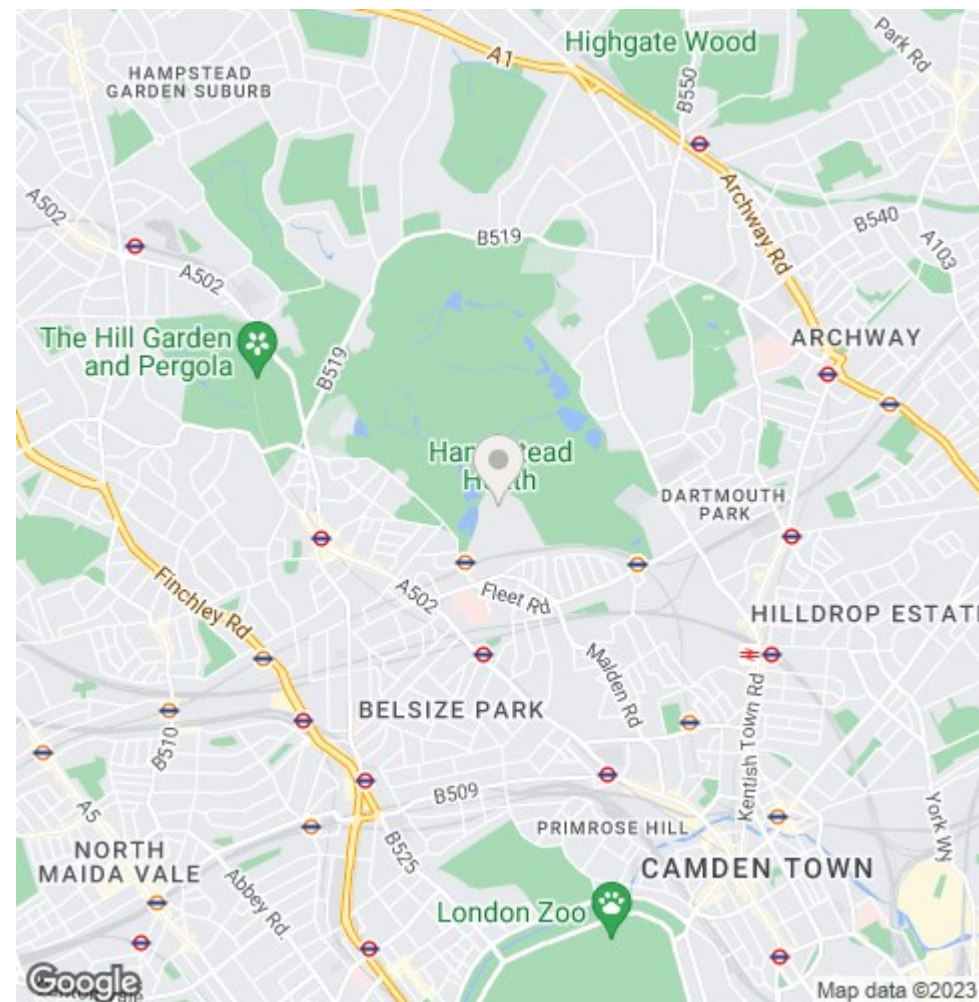 Highgate Wood
A1
B550
Park Rd
HAMPSTEAD
GARDEN SUBURB
A502
A502
B519
Archway Rd
B540
A103
The Hill Garden
and Pergola
B519
ARCHWAY
DARTMOUTH
PARK
Finchley Rd
A502
Fleet Rd
HILLDROP ESTAT
Malden Rd
BELSIZE PARK
B510
Kentish Town Rd
A5
B509
PRIMROSE HILL
York Wy
NORTH
MAIDA VALE
B525
CAMDEN TOWN
Abbey Rd.
London Zoo
Google
Map data ©2023